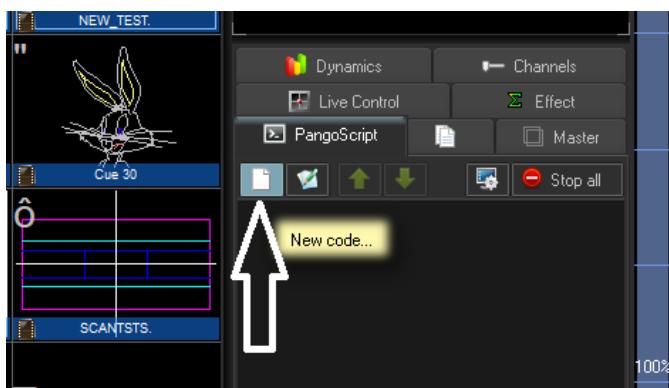 NEW_TEST.
"
Cue 30
Ô
SCANTSTS.
Dynamics
Channels
Live Control
Σ Effect
PangoScript
Master
Stop all
New code...
100%